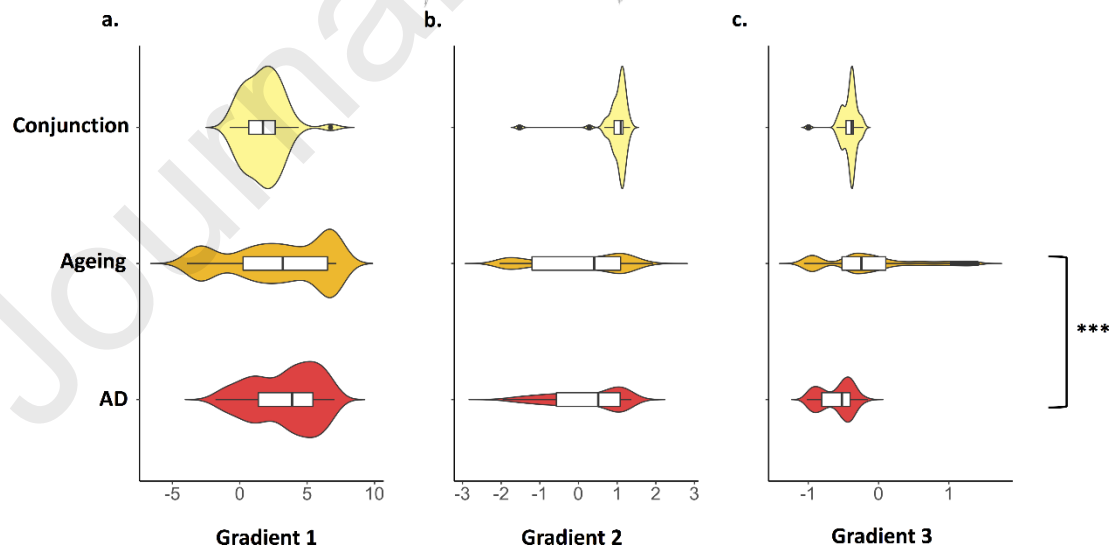 a. b. c.
Conjunction
Ageing
AD
***
-5 0 5 10
-3 -2 -1 0 1 2 3
-1 0 1
Gradient 1 Gradient 2 Gradient 3
Journal